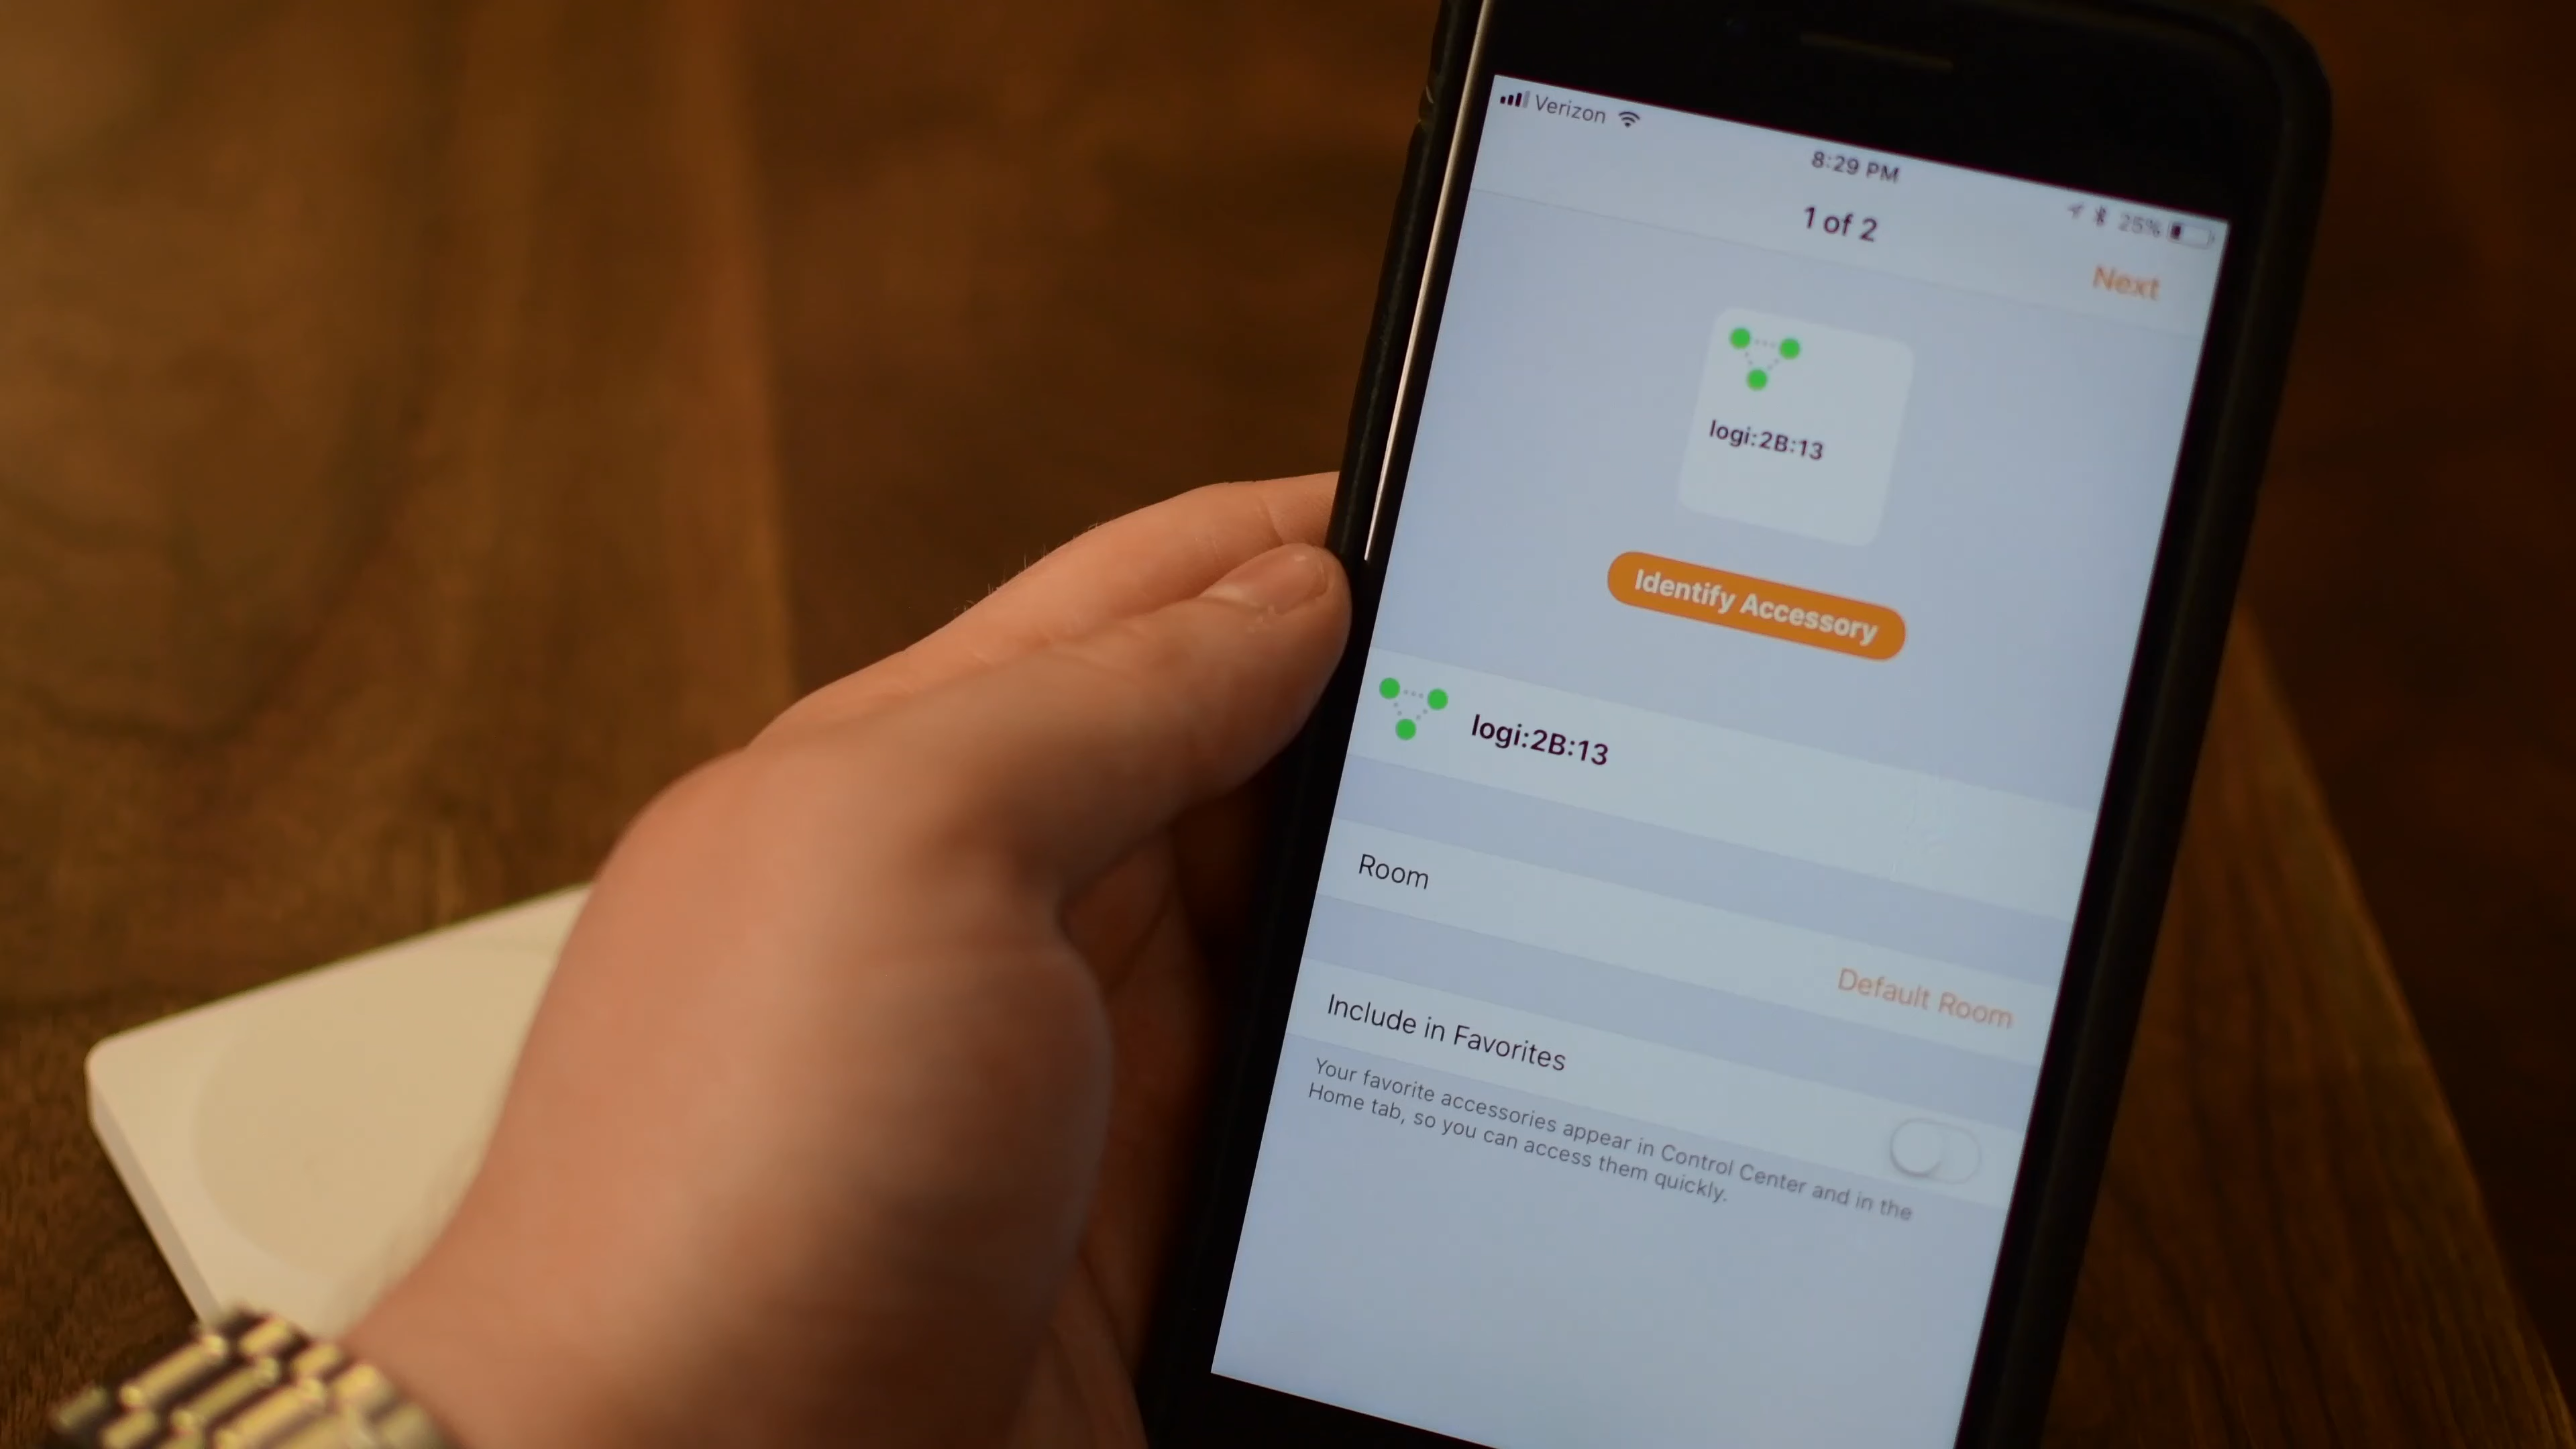 Verizon
8:29 PM
25%
1 of 2
Next
logi:2B:13
Identify Accessory
logi:2B:13
Room
Default Room
Include in Favorites
Your favorite accessories appear in Control Center and in the
Home tab, so you can access them quickly.